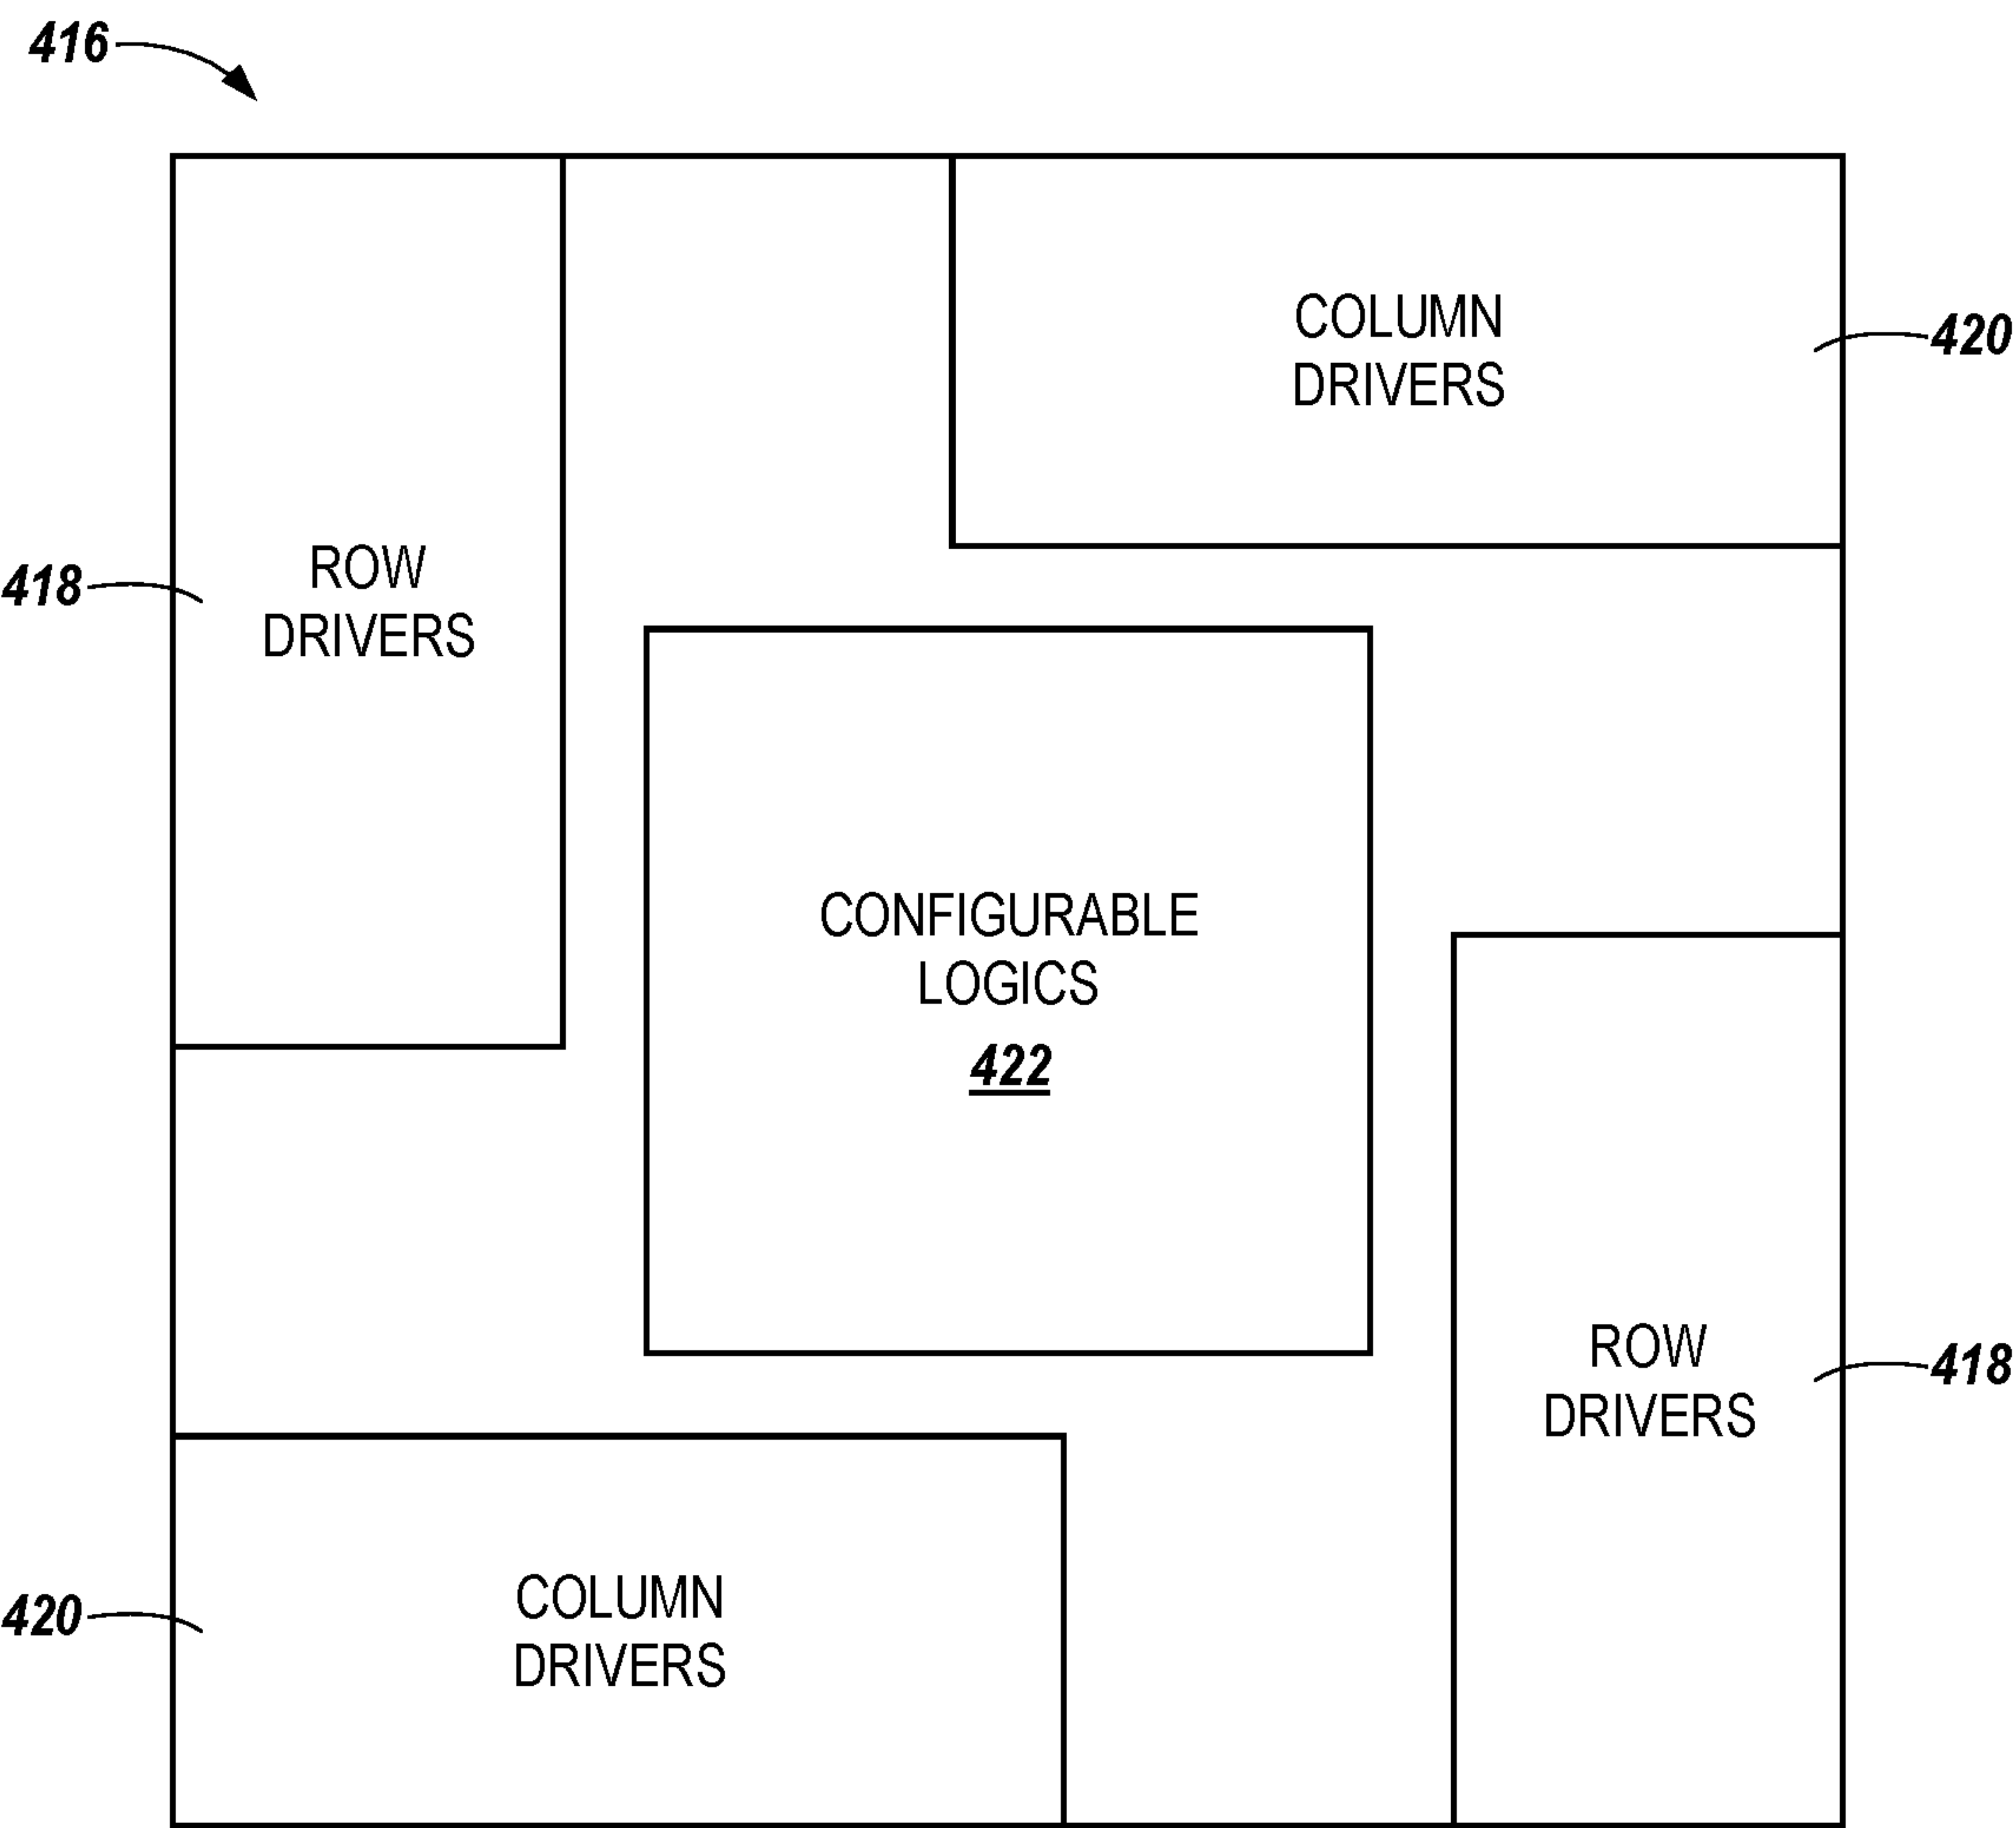 416
COLUMN
DRIVERS
420
ROW
DRIVERS
418
CONFIGURABLE
LOGICS
422
ROW
DRIVERS
418
COLUMN
DRIVERS
420